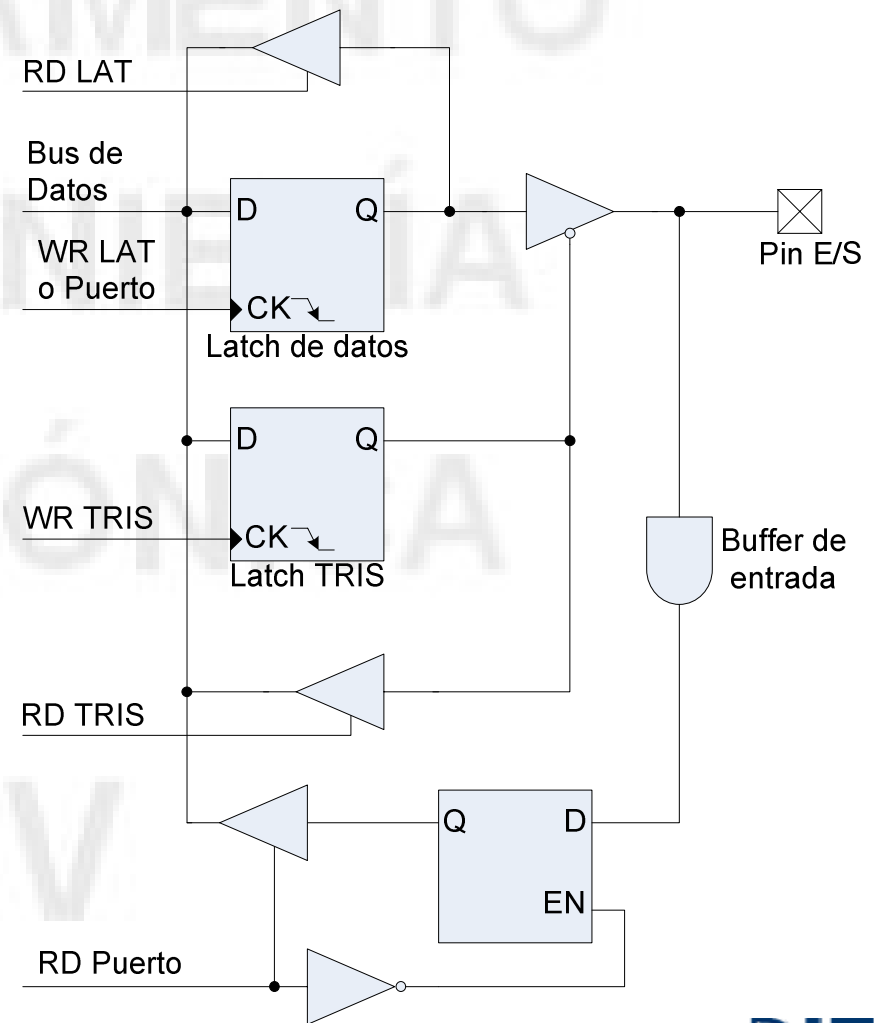 RD LAT
Bus de
Datos
D
Q
WR LAT
o Puerto
CK
Latch de datos
Pin E/S
D
Q
WR TRIS
CK
Latch TRIS
Buffer de
entrada
RD TRIS
Q
D
EN
RD Puerto